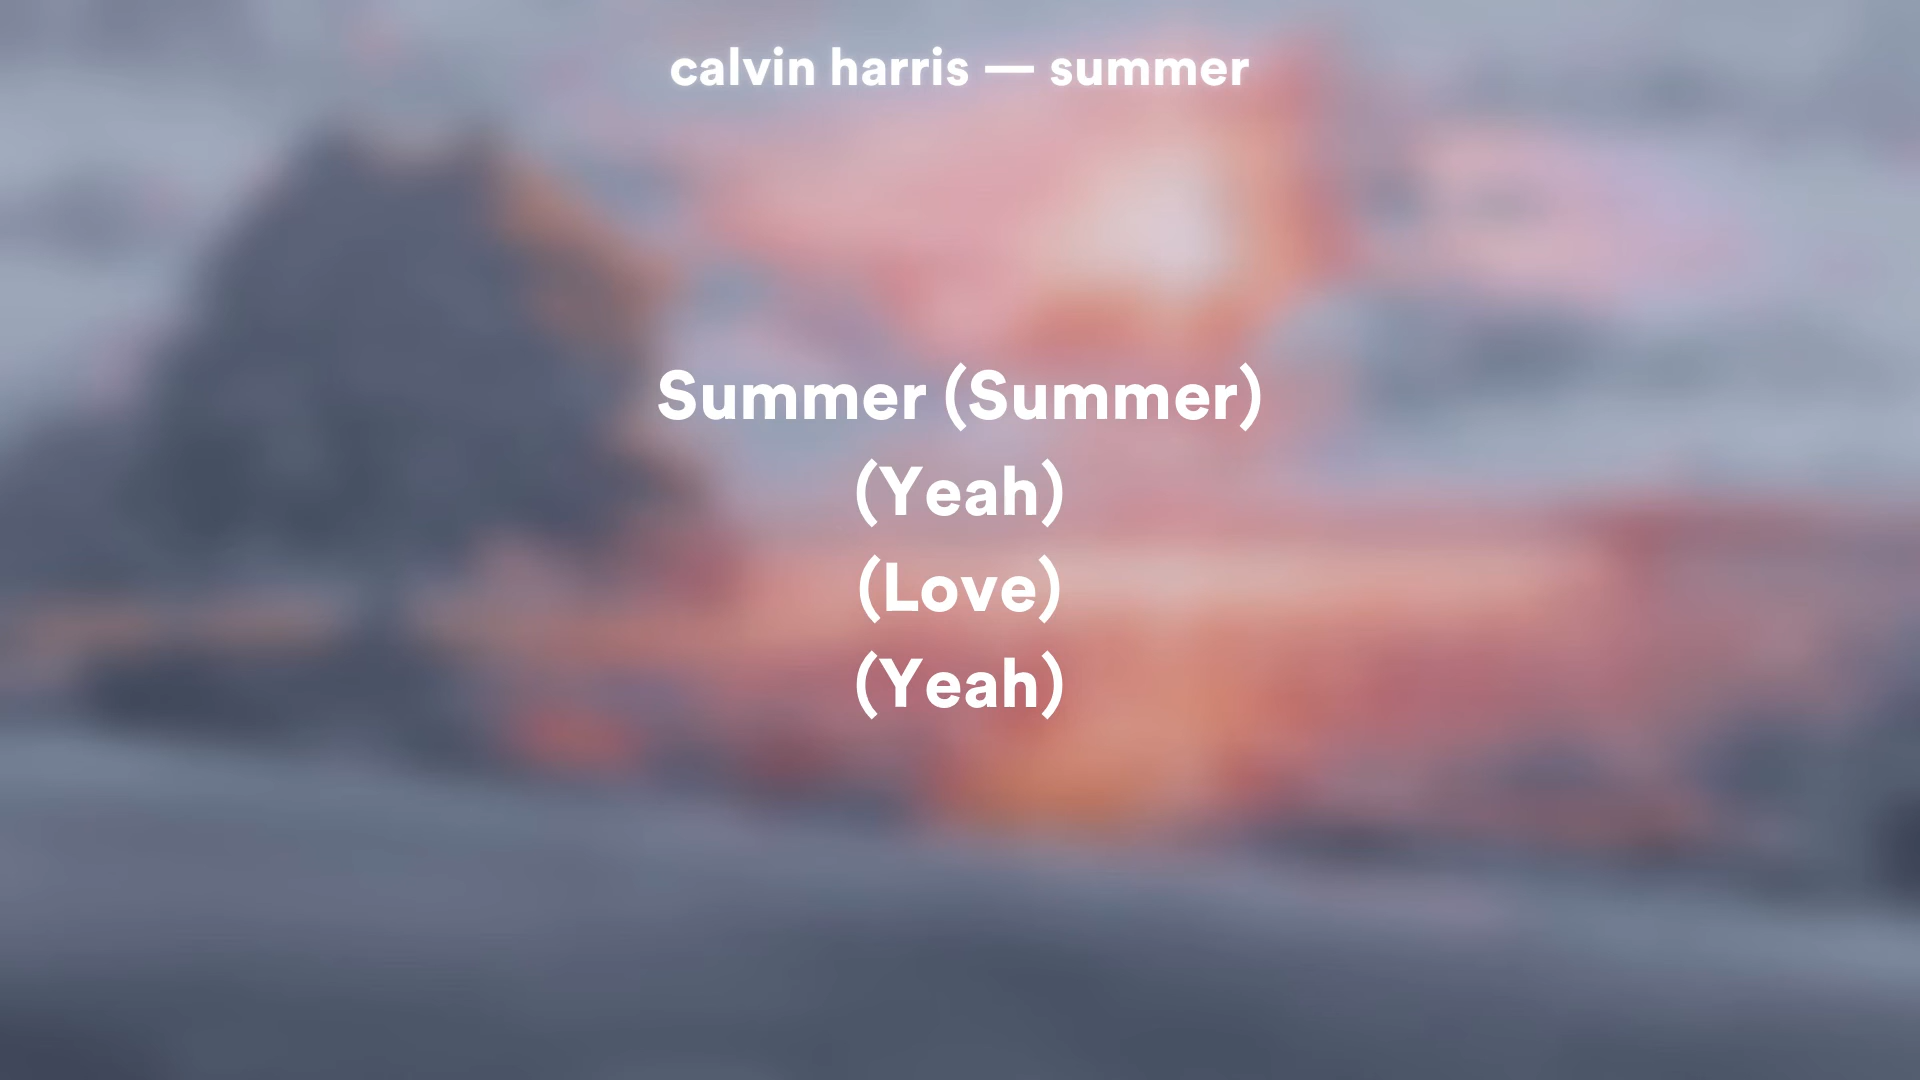 calvin harris — summer
Summer (Summer)
(Yeah)
(Love)
(Yeah)